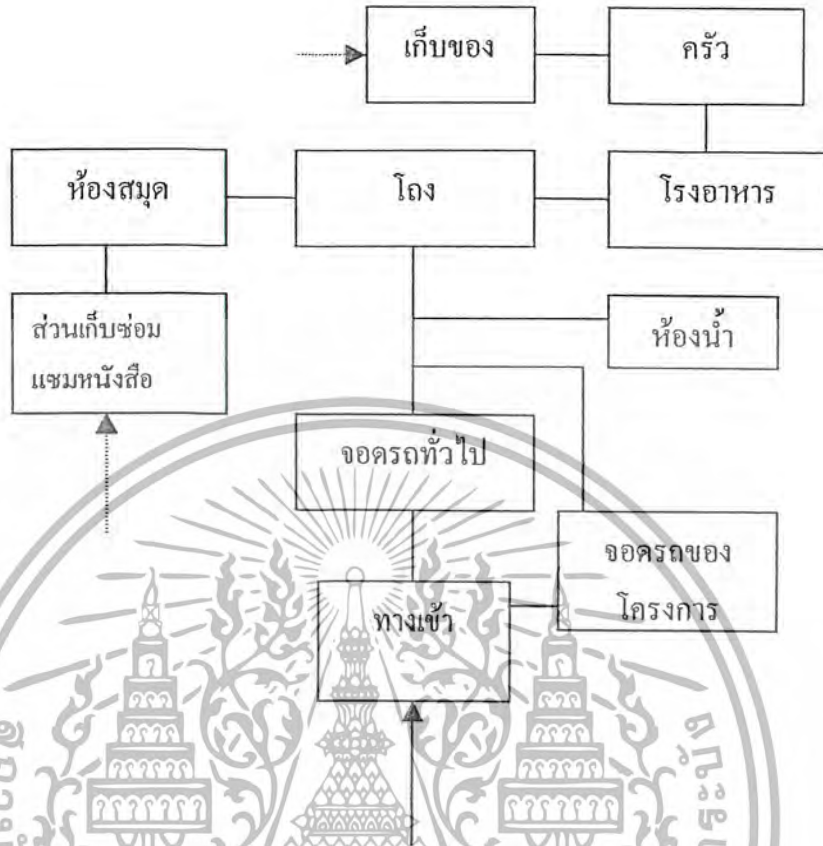 เก็บของ
ครัว
ห้องสมุด
โถง
โรงอาหาร
ส่วนเก็บซ่อม
แซมหนังสือ
ห้องน้ำ
จอดรถทั่วไป
จอดรถของ
โครงการ
ทางเข้า